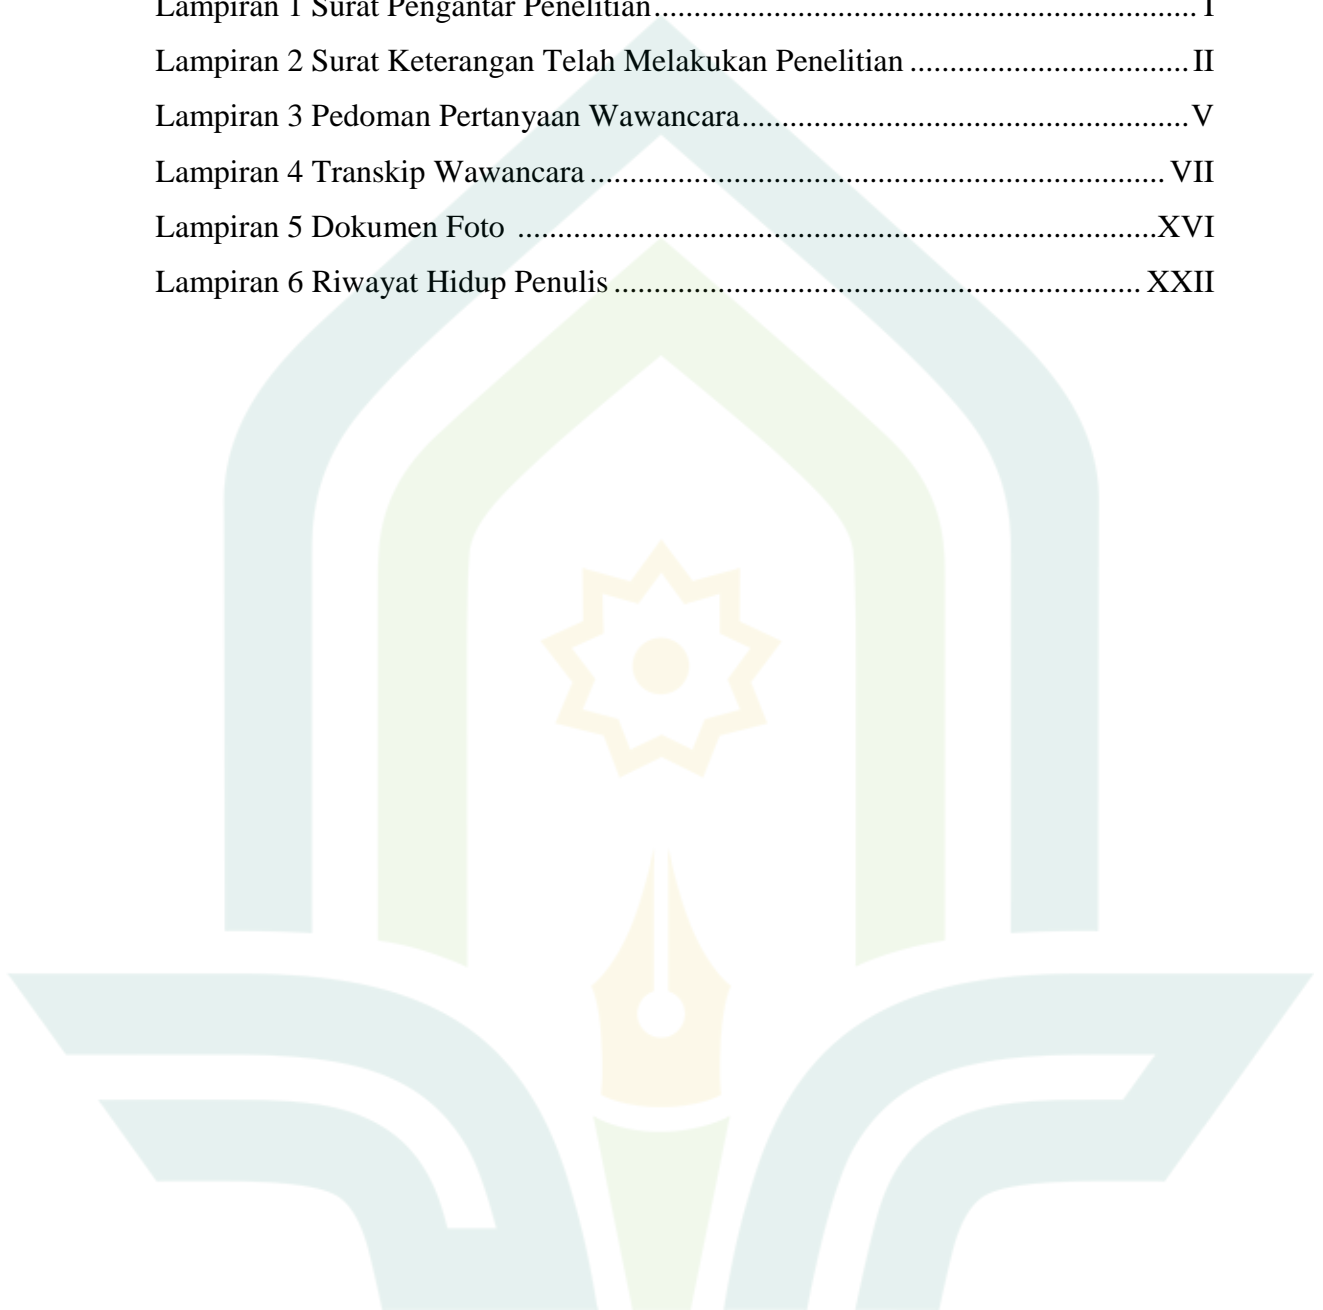 Lampiran 1 Surat Pengantar Penelitian.................................................................... I
Lampiran 2 Surat Keterangan Telah Melakukan Penelitian ...................................II
Lampiran 3 Pedoman Pertanyaan Wawancara........................................................V
Lampiran 4 Transkip Wawancara ........................................................................ VII
Lampiran 5 Dokumen Foto ................................................................................XVI
Lampiran 6 Riwayat Hidup Penulis .................................................................. XXII